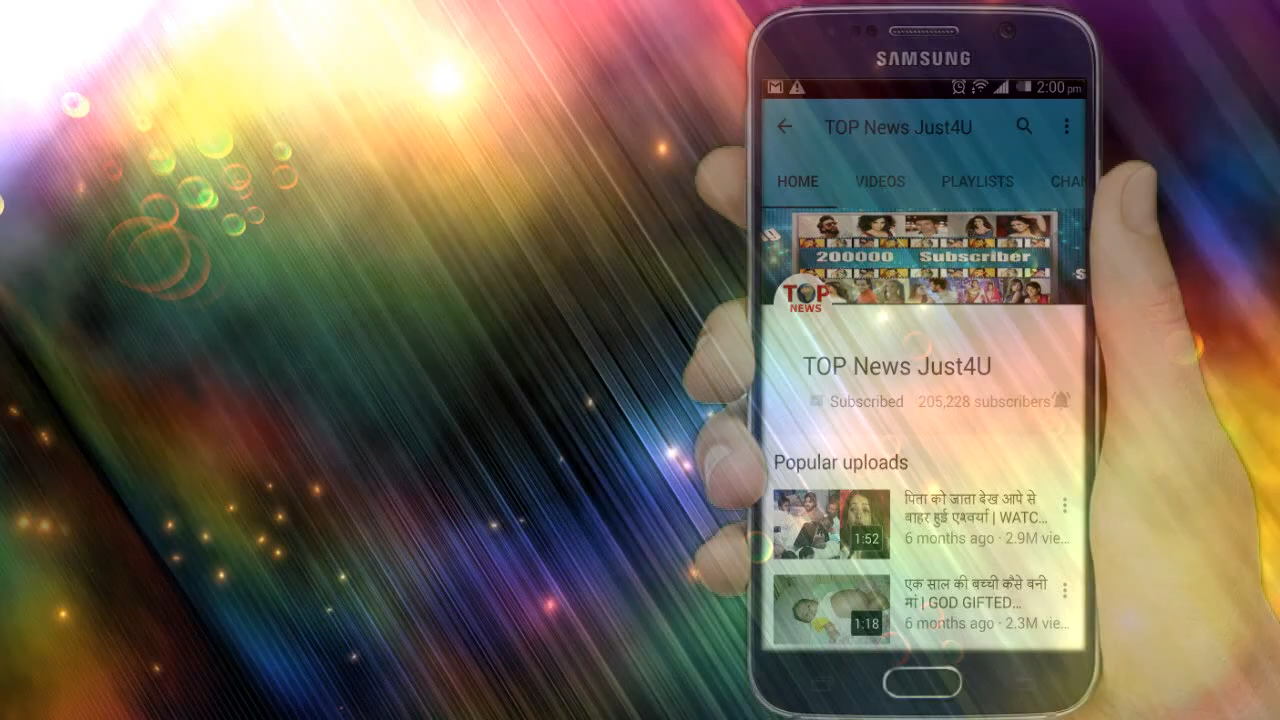 SAMSUNG
2:00 pm
TOP News Just4U
HOME VIDEOS PLAYLISTS CHAN
200000 Subscriber
TOP
NEWS
TOP News Just4U
Subscribed 205,228 subscribers
Popular uploads
पिता को जाता देख आपे से
बाहर हुई एश्वर्या | WATC...
1:52
6 months ago · 2.9M vie...
एक साल की बच्ची कैसे बनी
मां | GOD GIFTED...
1:18
6 months ago · 2.3M vie...